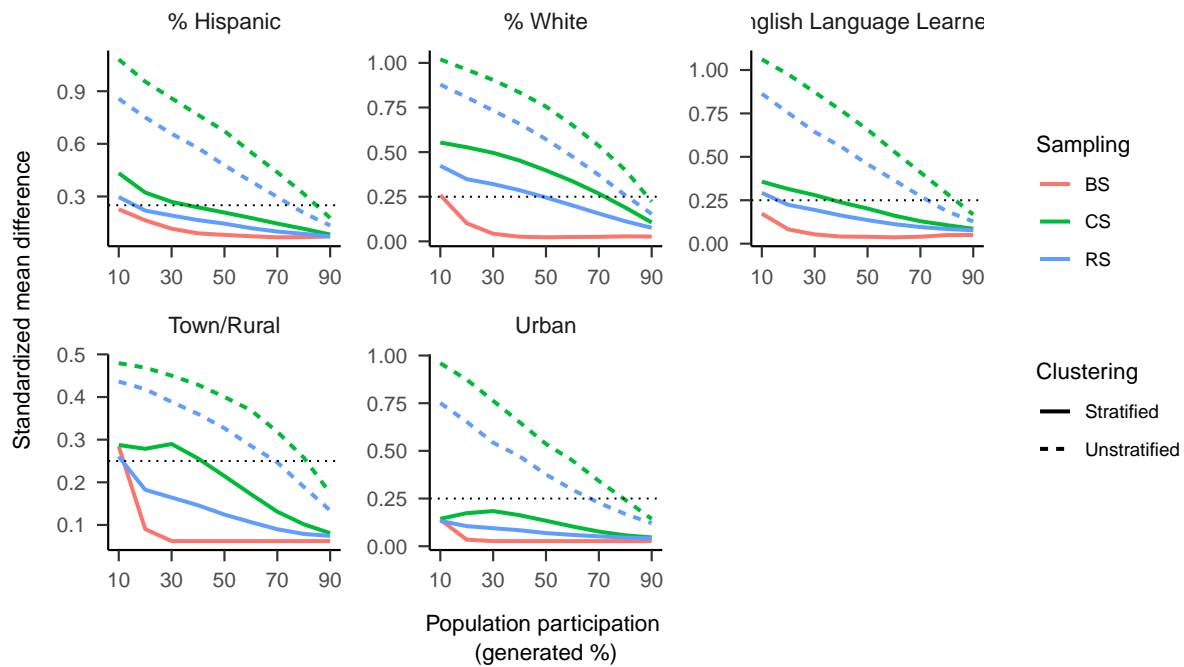 % Hispanic
% White
nglish Language Learne
0.9
0.6
0.3
1.00
0.75
0.50
0.25
0.00
1.00
0.75
0.50
0.25
0.00
10 30 50 70 90
10 30 50 70 90
10 30 50 70 90
Town/Rural
Urban
0.5
0.4
0.3
0.2
0.1
1.00
0.75
0.50
0.25
0.00
10 30 50 70 90
10 30 50 70 90
Standardized mean difference
Population participation
(generated %)
Sampling
BS
CS
RS
Clustering
Stratified
Unstratified